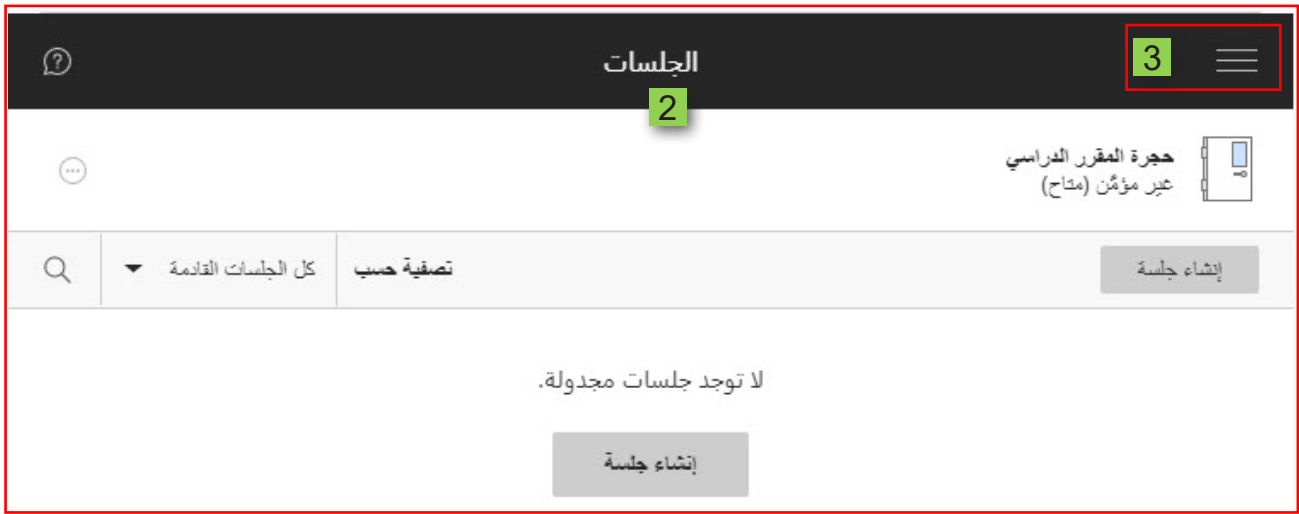 الجلسات
3
2
حجرة المقرر الدراسي
غير مؤمَّن (متاح)
إنشاء جلسة
تصفية حسب
كل الجلسات القادمة
لا توجد جلسات مجدولة.
إنشاء جلسة